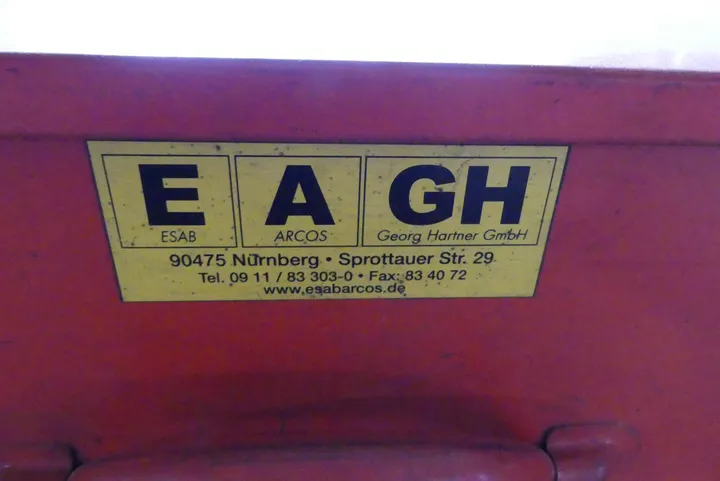 E A GH
ESAB ARCOS Georg Hartner GmbH
90475 Nürnberg • Sprottauer Str. 29
Tel. 09 11 / 83 303-0 • Fax: 83 40 72
www.esabarcos.de